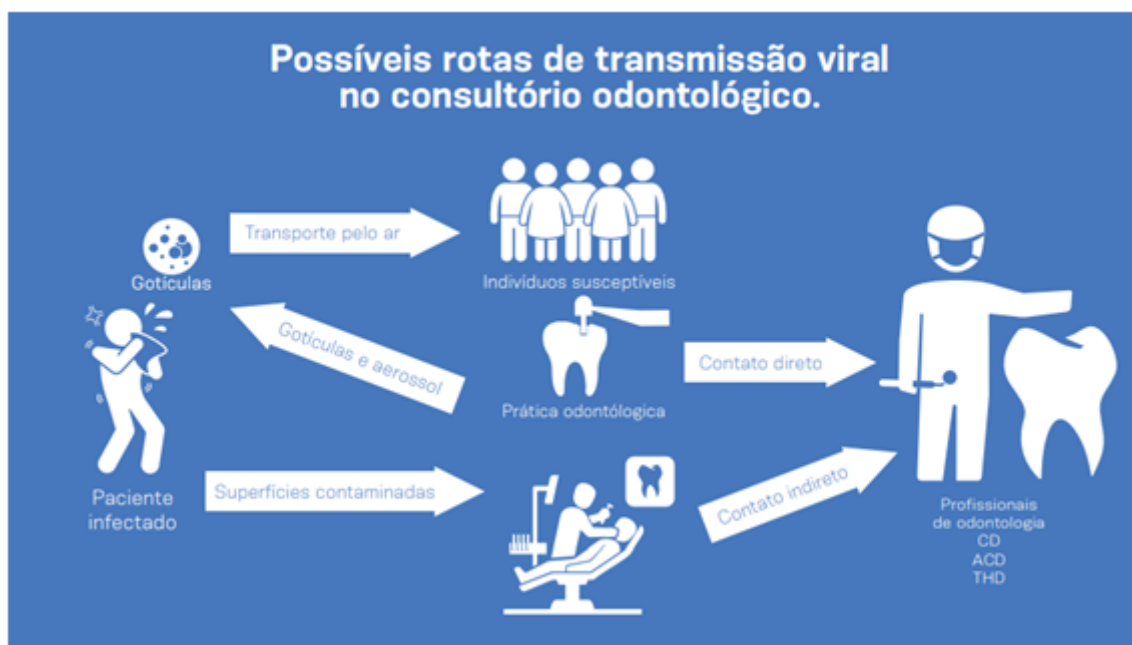 Possíveis rotas de transmissão viral
no consultório odontológico.
Transporte pelo ar
Gotículas
Indivíduos susceptíveis
Gotículas e aerossol
Contato direto
Prática odontólogica
Paciente
infectado
Superfícies contaminadas
Contato indireto
Profissionais
de odontologia
CD
ACD
THD